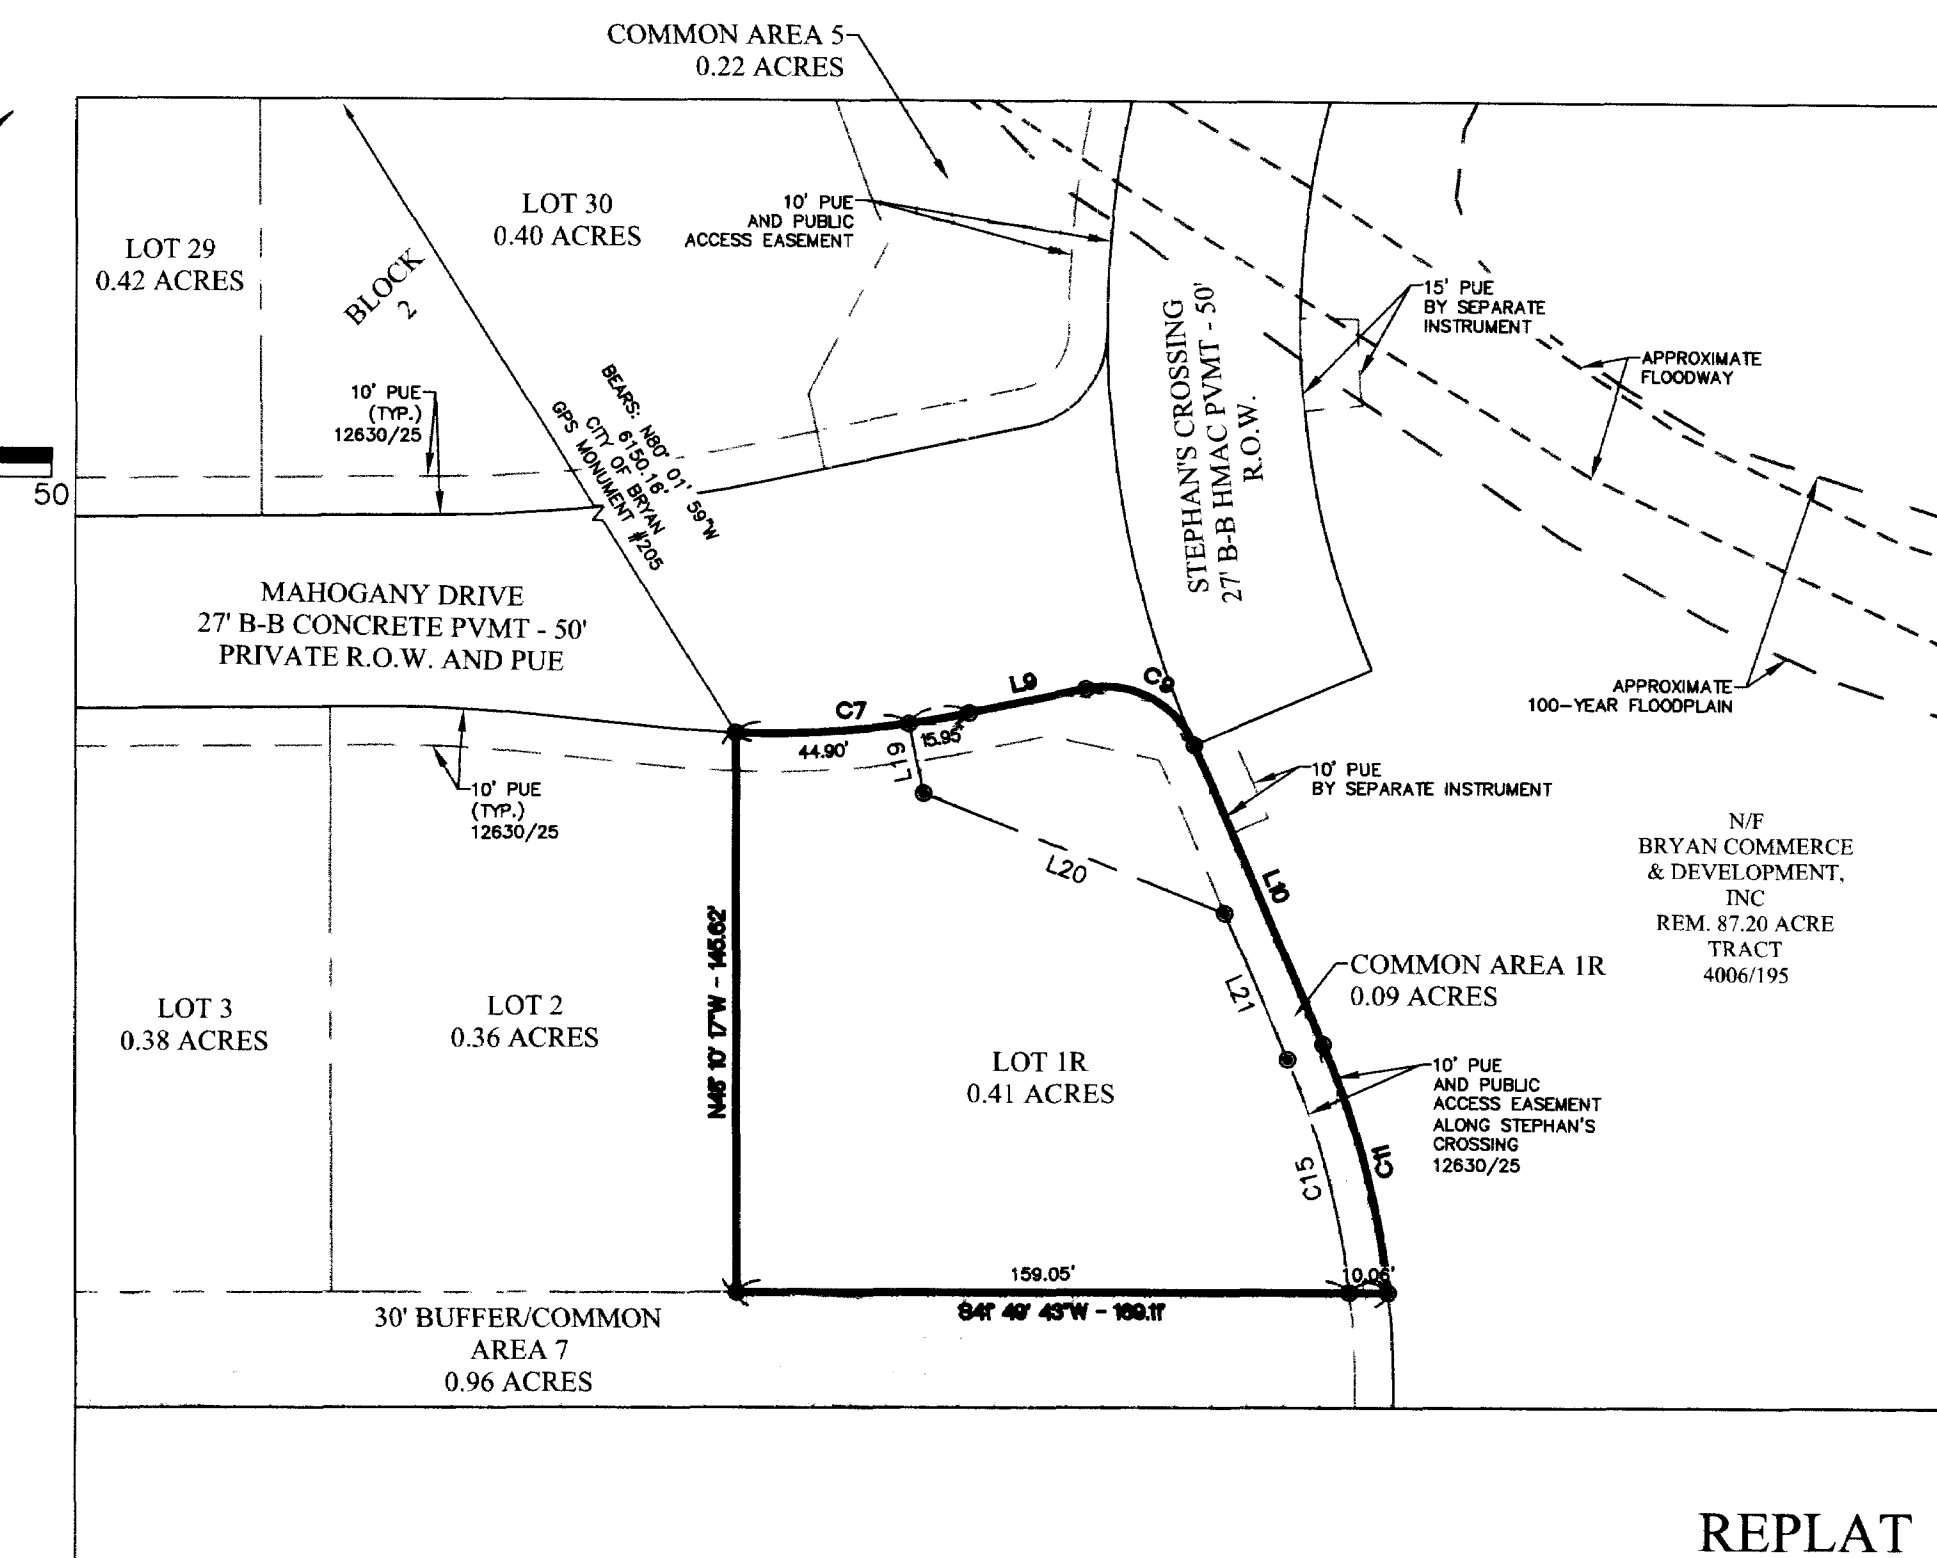 COMMON AREA 5
0.22 ACRES
LOT 30
0.40 ACRES
LOT 29
0.42 ACRES
BLOCK
2
10' PUE
AND PUBLIC
ACCESS EASEMENT
15' PUE
BY SEPARATE
INSTRUMENT
APPROXIMATE
FLOODWAY
STEPHAN'S CROSSING
27' B-B HMAC PVMT - 50'
R.O.W.
10' PUE
(TYP.)
12630/25
BEARS: N80° 01' 59"W
6150.16'
CITY OF BRYAN
GPS MONUMENT #205
50
MAHOGANY DRIVE
27' B-B CONCRETE PVMT - 50'
PRIVATE R.O.W. AND PUE
APPROXIMATE
100-YEAR FLOODPLAIN
C7
L9
C9
44.90'
15.95'
L19
10' PUE
(TYP.)
12630/25
10' PUE
BY SEPARATE INSTRUMENT
L20
L10
N/F
BRYAN COMMERCE
& DEVELOPMENT,
INC
REM. 87.20 ACRE
TRACT
4006/195
10' 17"W - 145.62'
L21
COMMON AREA 1R
0.09 ACRES
LOT 3
0.38 ACRES
LOT 2
0.36 ACRES
LOT 1R
0.41 ACRES
10' PUE
AND PUBLIC
ACCESS EASEMENT
ALONG STEPHAN'S
CROSSING
12630/25
C15
C11
159.05'
10.06'
49' 43"W - 169.11'
30' BUFFER/COMMON
AREA 7
0.96 ACRES
REPLAT